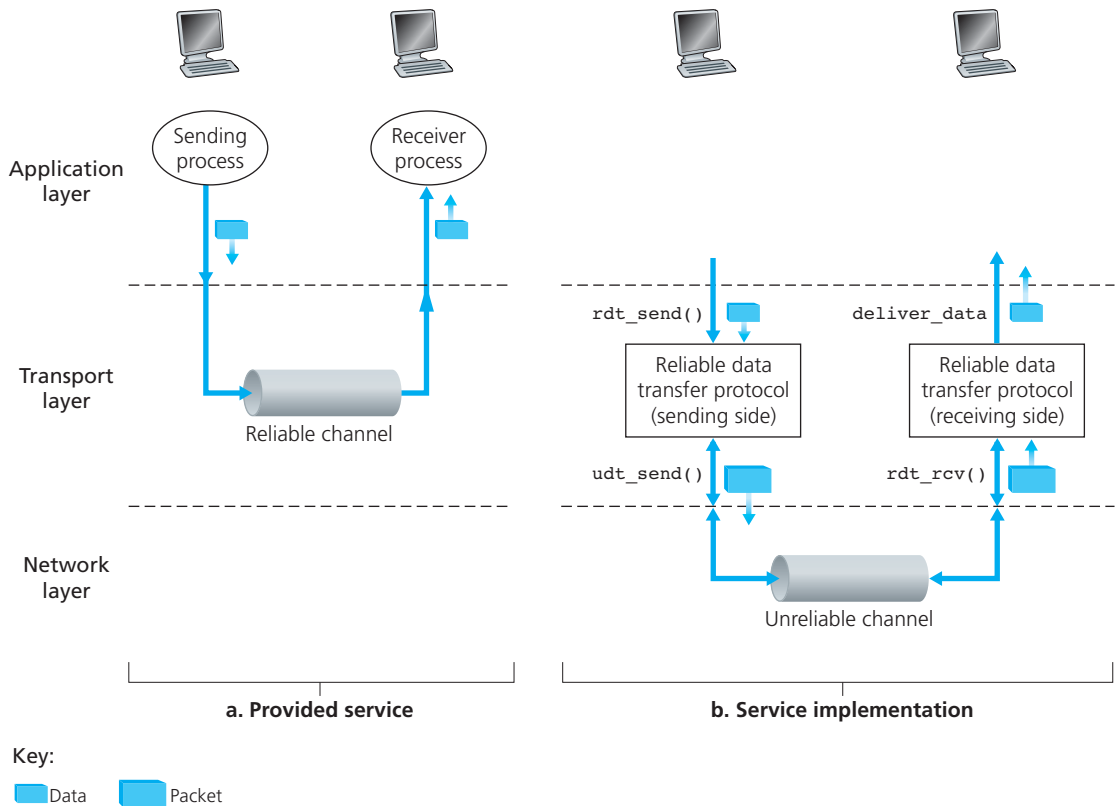 Sending
process
Receiver
process
Application
layer
rdt_send()
deliver_data
Transport
layer
Reliable channel
Reliable data
transfer protocol
(sending side)
Reliable data
transfer protocol
(receiving side)
udt_send()
rdt_rcv()
Network
layer
Unreliable channel
a. Provided service
b. Service implementation
Key:
Data
Packet